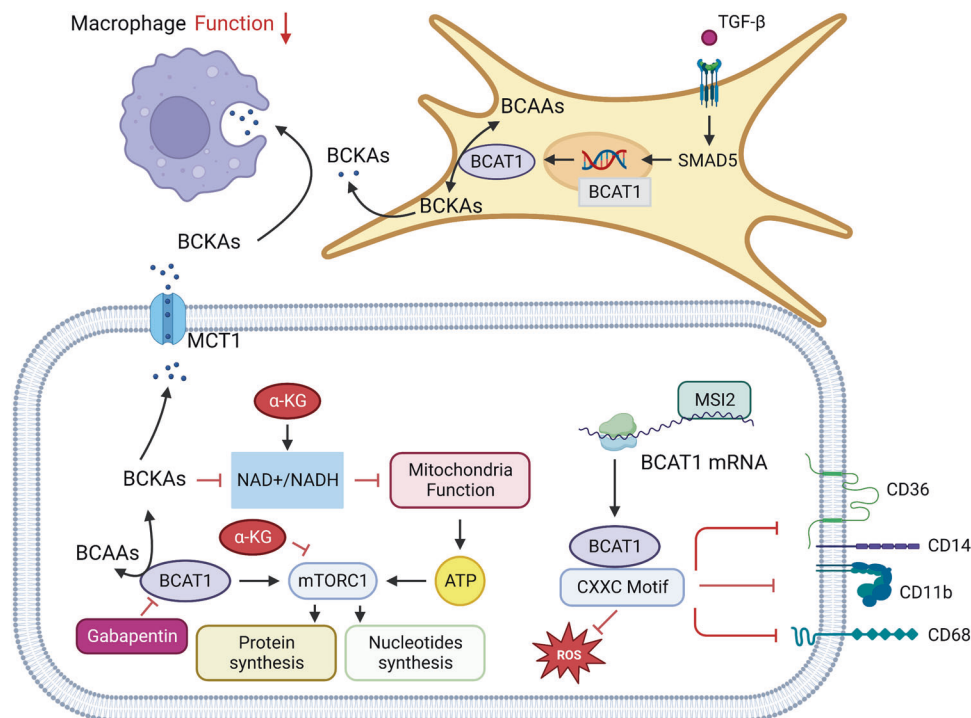 Macrophage Function
TGF-β
BCAAs
BCKAs
BCAT1
SMAD5
BCAT1
BCKAs
BCKAs
MCT1
α-KG
MSI2
BCAT1 mRNA
BCKAs
NAD+/NADH
Mitochondria
Function
CD36
α-KG
BCAT1
CD14
BCAAs
BCAT1
mTORC1
ATP
CXXC Motif
CD11b
Gabapentin
Protein
synthesis
Nucleotides
synthesis
ROS
CD68